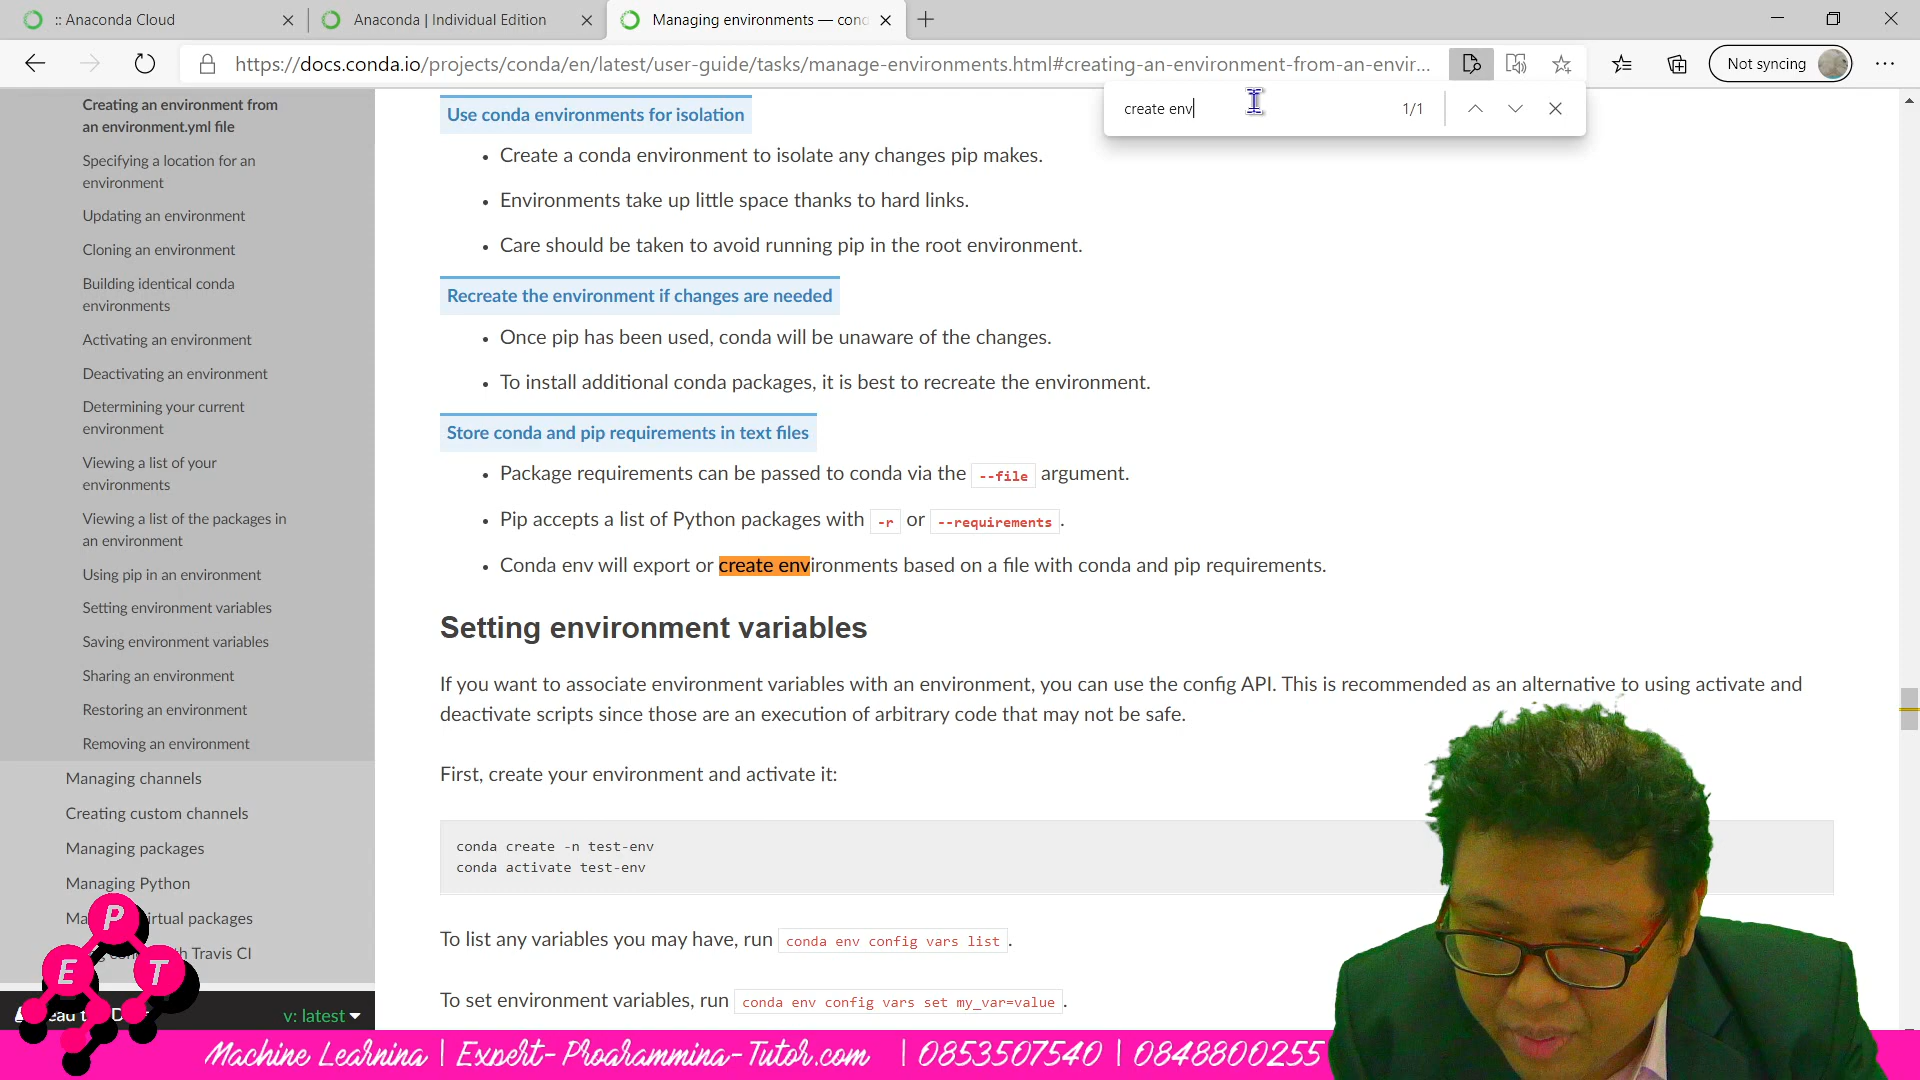 :: Anaconda Cloud
Anaconda | Individual Edition
Managing environments — cond
https://docs.conda.io/projects/conda/en/latest/user-guide/tasks/manage-environments.html#creating-an-environment-from-an-envir...
Not syncing
create env
1/1
Creating an environment from
an environment.yml file
Specifying a location for an
environment
Updating an environment
Cloning an environment
Building identical conda
environments
Activating an environment
Deactivating an environment
Determining your current
environment
Viewing a list of your
environments
Viewing a list of the packages in
an environment
Using pip in an environment
Setting environment variables
Saving environment variables
Sharing an environment
Restoring an environment
Removing an environment
Managing channels
Creating custom channels
Managing packages
Managing Python
irtual packages
Travis CI
v: latest
Use conda environments for isolation
• Create a conda environment to isolate any changes pip makes.
• Environments take up little space thanks to hard links.
• Care should be taken to avoid running pip in the root environment.
Recreate the environment if changes are needed
• Once pip has been used, conda will be unaware of the changes.
• To install additional conda packages, it is best to recreate the environment.
Store conda and pip requirements in text files
• Package requirements can be passed to conda via the --file argument.
• Pip accepts a list of Python packages with -r or --requirements.
• Conda env will export or create environments based on a file with conda and pip requirements.
Setting environment variables
If you want to associate environment variables with an environment, you can use the config API. This is recommended as an alternative to using activate and
deactivate scripts since those are an execution of arbitrary code that may not be safe.
First, create your environment and activate it:
conda create -n test-env
conda activate test-env
To list any variables you may have, run conda env config vars list.
To set environment variables, run conda env config vars set my_var=value.
P
E T
Machine Learning | Expert-Programming-Tutor.com | 0853507540 | 0848800255